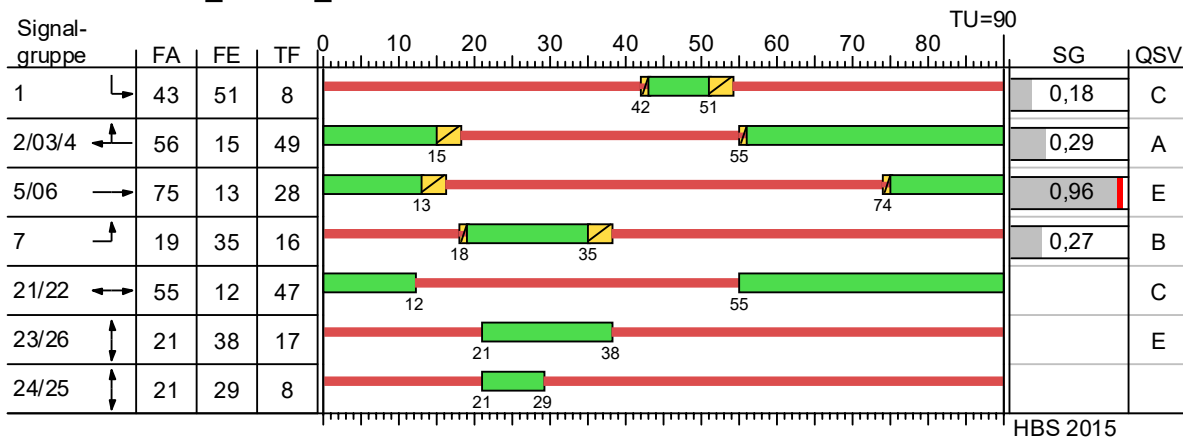 TU=90
Signal-
gruppe FA FE TF 0 10 20 30 40 50 60 70 80 SG QSV
1 43 51 8 42 51 0,18 C
2/03/4 56 15 49 15 55 0,29 A
5/06 75 13 28 13 74 0,96 E
7 19 35 16 18 35 0,27 B
21/22 55 12 47 12 55 C
23/26 21 38 17 21 38 E
24/25 21 29 8 21 29
HBS 2015